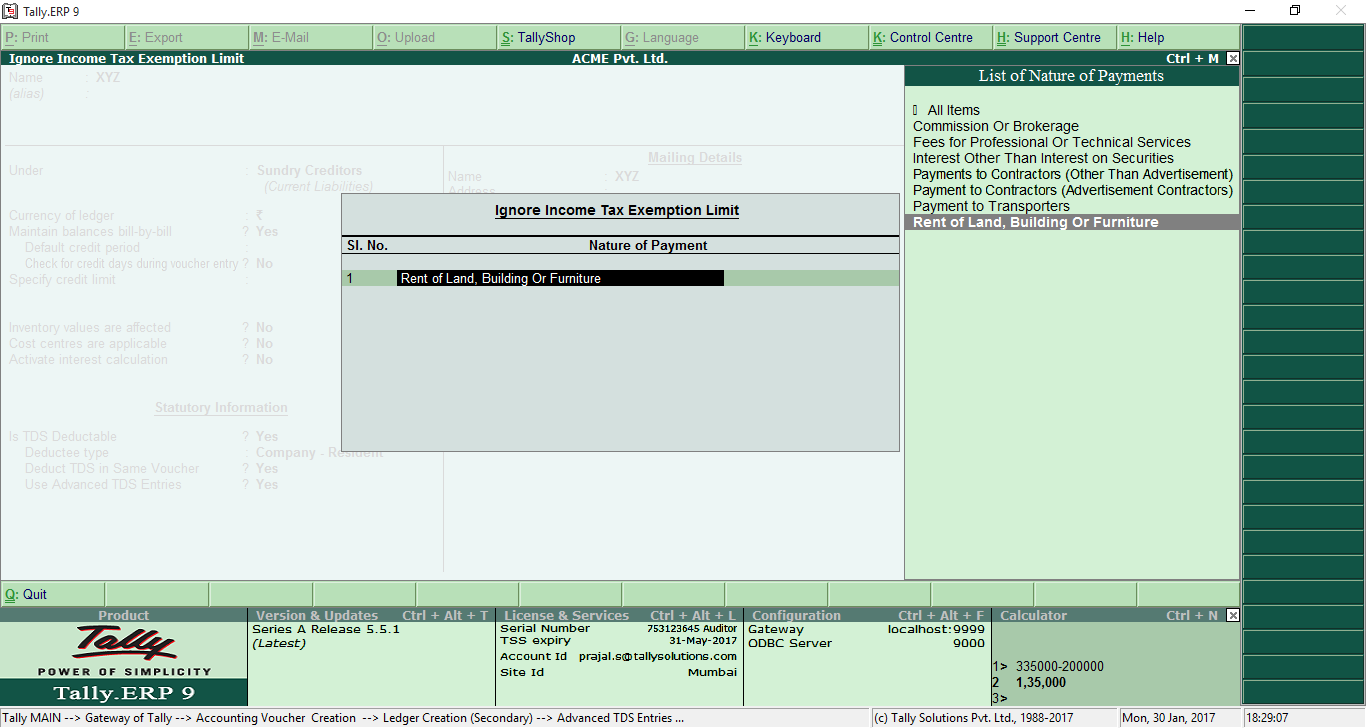 Tally.ERP 9
P: Print E: Export M: E-Mail O: Upload S: TallyShop G: Language K: Keyboard K: Control Centre H: Support Centre H: Help
Ignore Income Tax Exemption Limit ACME Pvt. Ltd. Ctrl + M
Name : XYZ
(alias) :
Under : Sundry Creditors
(Current Liabilities)
Currency of ledger : ₹
Maintain balances bill-by-bill ? Yes
Default credit period :
Check for credit days during voucher entry ? No
Specify credit limit :
Inventory values are affected ? No
Cost centres are applicable ? No
Activate interest calculation ? No
Statutory Information
Is TDS Deductable ? Yes
Deductee type : Company - Resident
Deduct TDS in Same Voucher ? Yes
Use Advanced TDS Entries ? Yes
Mailing Details
Name : XYZ
Address :
Ignore Income Tax Exemption Limit
Sl. No. Nature of Payment
1 Rent of Land, Building Or Furniture
List of Nature of Payments
▯ All Items
Commission Or Brokerage
Fees for Professional Or Technical Services
Interest Other Than Interest on Securities
Payments to Contractors (Other Than Advertisement)
Payment to Contractors (Advertisement Contractors)
Payment to Transporters
Rent of Land, Building Or Furniture
Q: Quit
Product
Tally
POWER OF SIMPLICITY
Tally.ERP 9
Version & Updates Ctrl + Alt + T
Series A Release 5.5.1
(Latest)
License & Services Ctrl + Alt + L
Serial Number 753123645 Auditor
TSS expiry 31-May-2017
Account Id prajal.s@tallysolutions.com
Site Id Mumbai
Configuration Ctrl + Alt + F
Gateway localhost:9999
ODBC Server 9000
Calculator Ctrl + N
1> 335000-200000
2 1,35,000
3>
Tally MAIN --> Gateway of Tally --> Accounting Voucher Creation --> Ledger Creation (Secondary) --> Advanced TDS Entries ... (c) Tally Solutions Pvt. Ltd., 1988-2017 Mon, 30 Jan, 2017 18:29:07